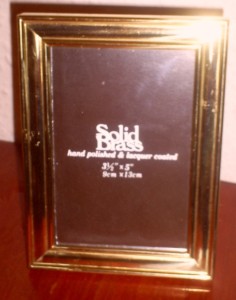 Solid
Brass
hand polished & lacquer coated
3½" × 5"
9cm × 13cm